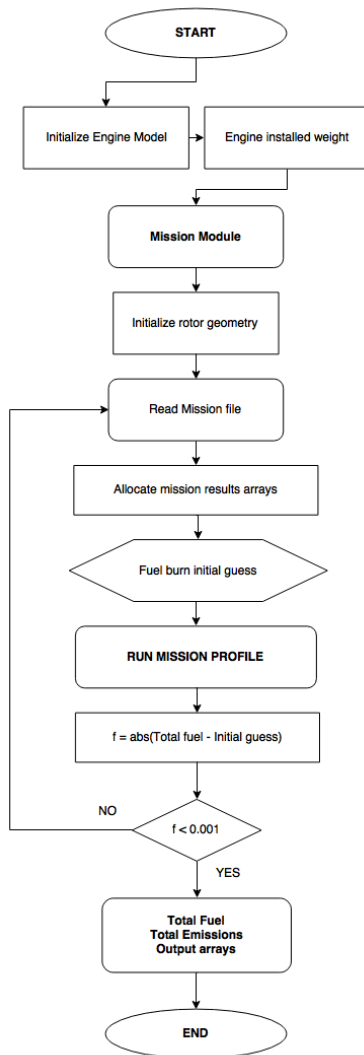 START
Initialize Engine Model
Engine installed weight
Mission Module
Initialize rotor geometry
Read Mission file
Allocate mission results arrays
Fuel burn initial guess
RUN MISSION PROFILE
f = abs(Total fuel - Initial guess)
NO
f < 0.001
YES
Total Fuel
Total Emissions
Output arrays
END